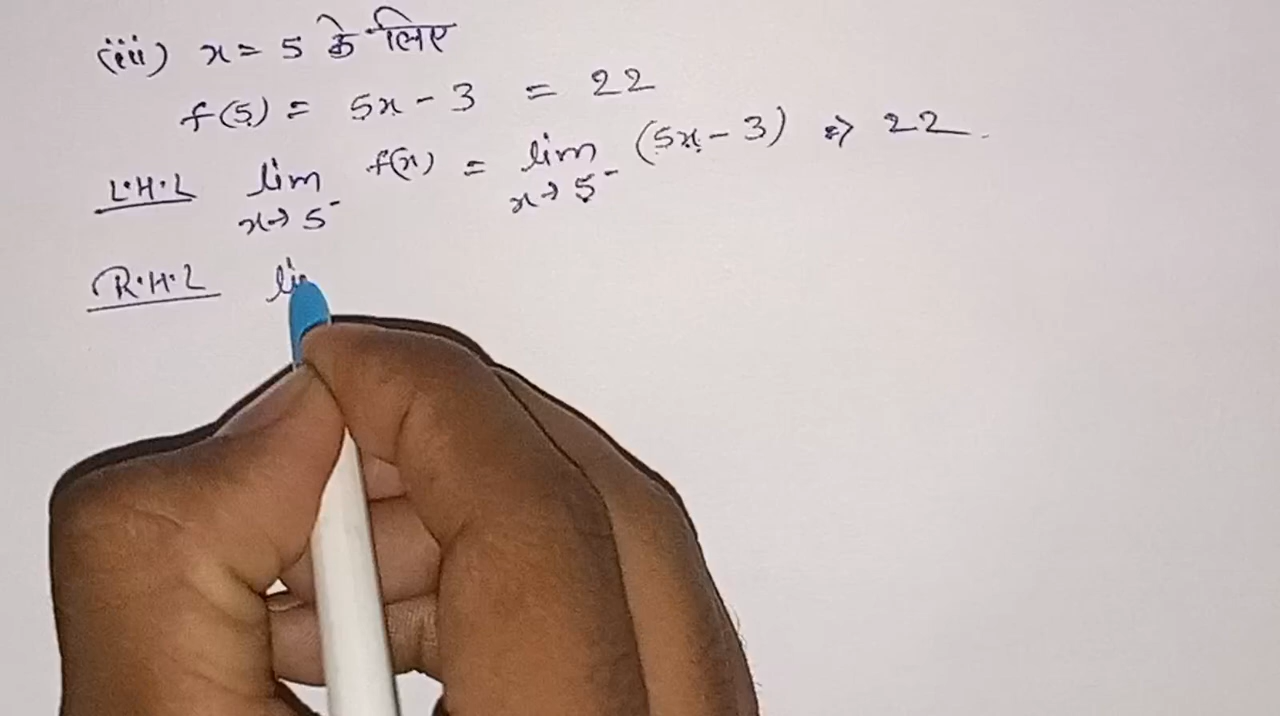 (iii) x = 5 के लिए
f(5) = 5x - 3 = 22
L.H.L lim x→5⁻ f(x) = lim x→5⁻ (5x - 3) ⇒ 22
R.H.L